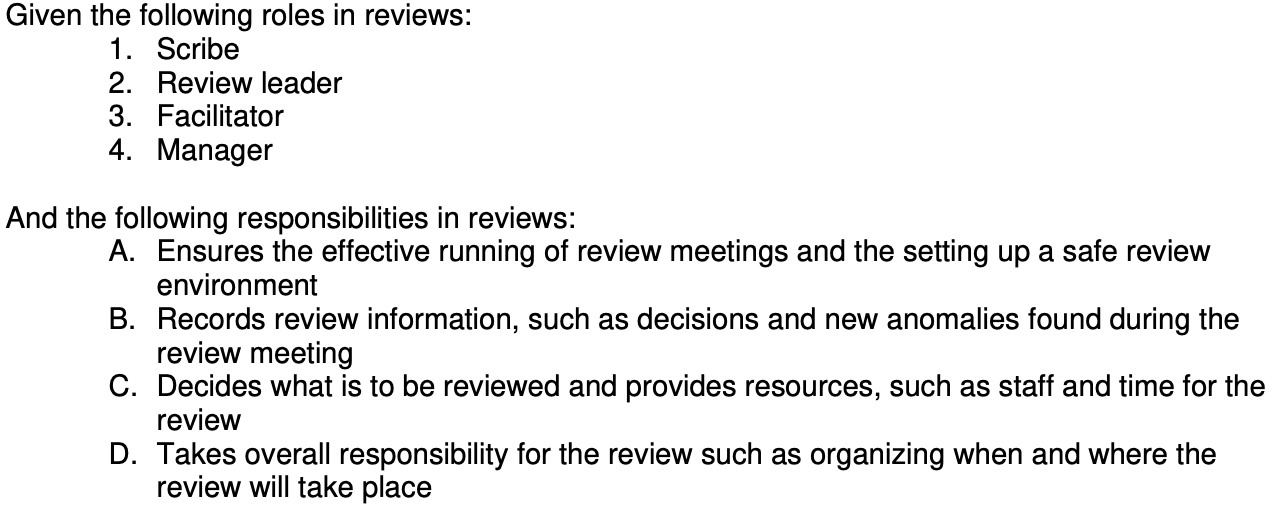 Given the following roles in reviews:
1. Scribe
2. Review leader
3. Facilitator
4. Manager
And the following responsibilities in reviews:
A. Ensures the effective running of review meetings and the setting up a safe review
environment
B. Records review information, such as decisions and new anomalies found during the
review meeting
C. Decides what is to be reviewed and provides resources, such as staff and time for the
review
D. Takes overall responsibility for the review such as organizing when and where the
review will take place